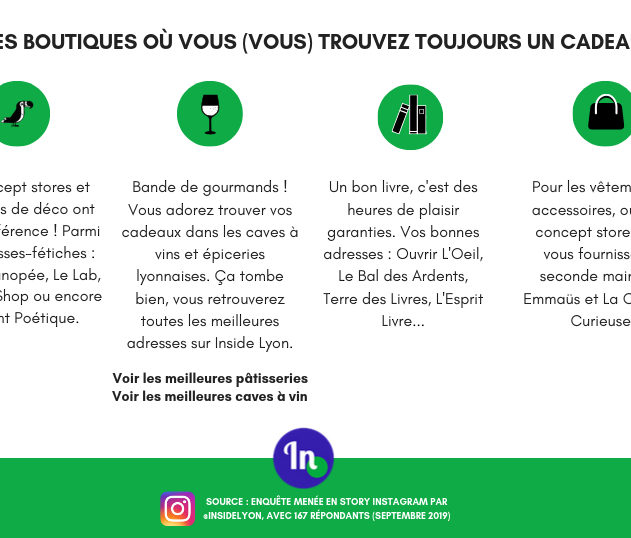 ES BOUTIQUES OÙ VOUS (VOUS) TROUVEZ TOUJOURS UN CADEA
cept stores et
s de déco ont
férence ! Parmi
sses-fétiches :
anopée, Le Lab,
Shop ou encore
nt Poétique.
Bande de gourmands !
Vous adorez trouver vos
cadeaux dans les caves à
vins et épiceries
lyonnaises. Ça tombe
bien, vous retrouverez
toutes les meilleures
adresses sur Inside Lyon.
Voir les meilleures pâtisseries
Voir les meilleures caves à vin
Un bon livre, c'est des
heures de plaisir
garanties. Vos bonnes
adresses : Ouvrir L'Oeil,
Le Bal des Ardents,
Terre des Livres, L'Esprit
Livre...
Pour les vêtem
accessoires, ou
concept store
vous fourniss
seconde main
Emmaüs et La C
Curieuse
In
SOURCE : ENQUÊTE MENÉE EN STORY INSTAGRAM PAR
@INSIDELYON, AVEC 167 RÉPONDANTS (SEPTEMBRE 2019)